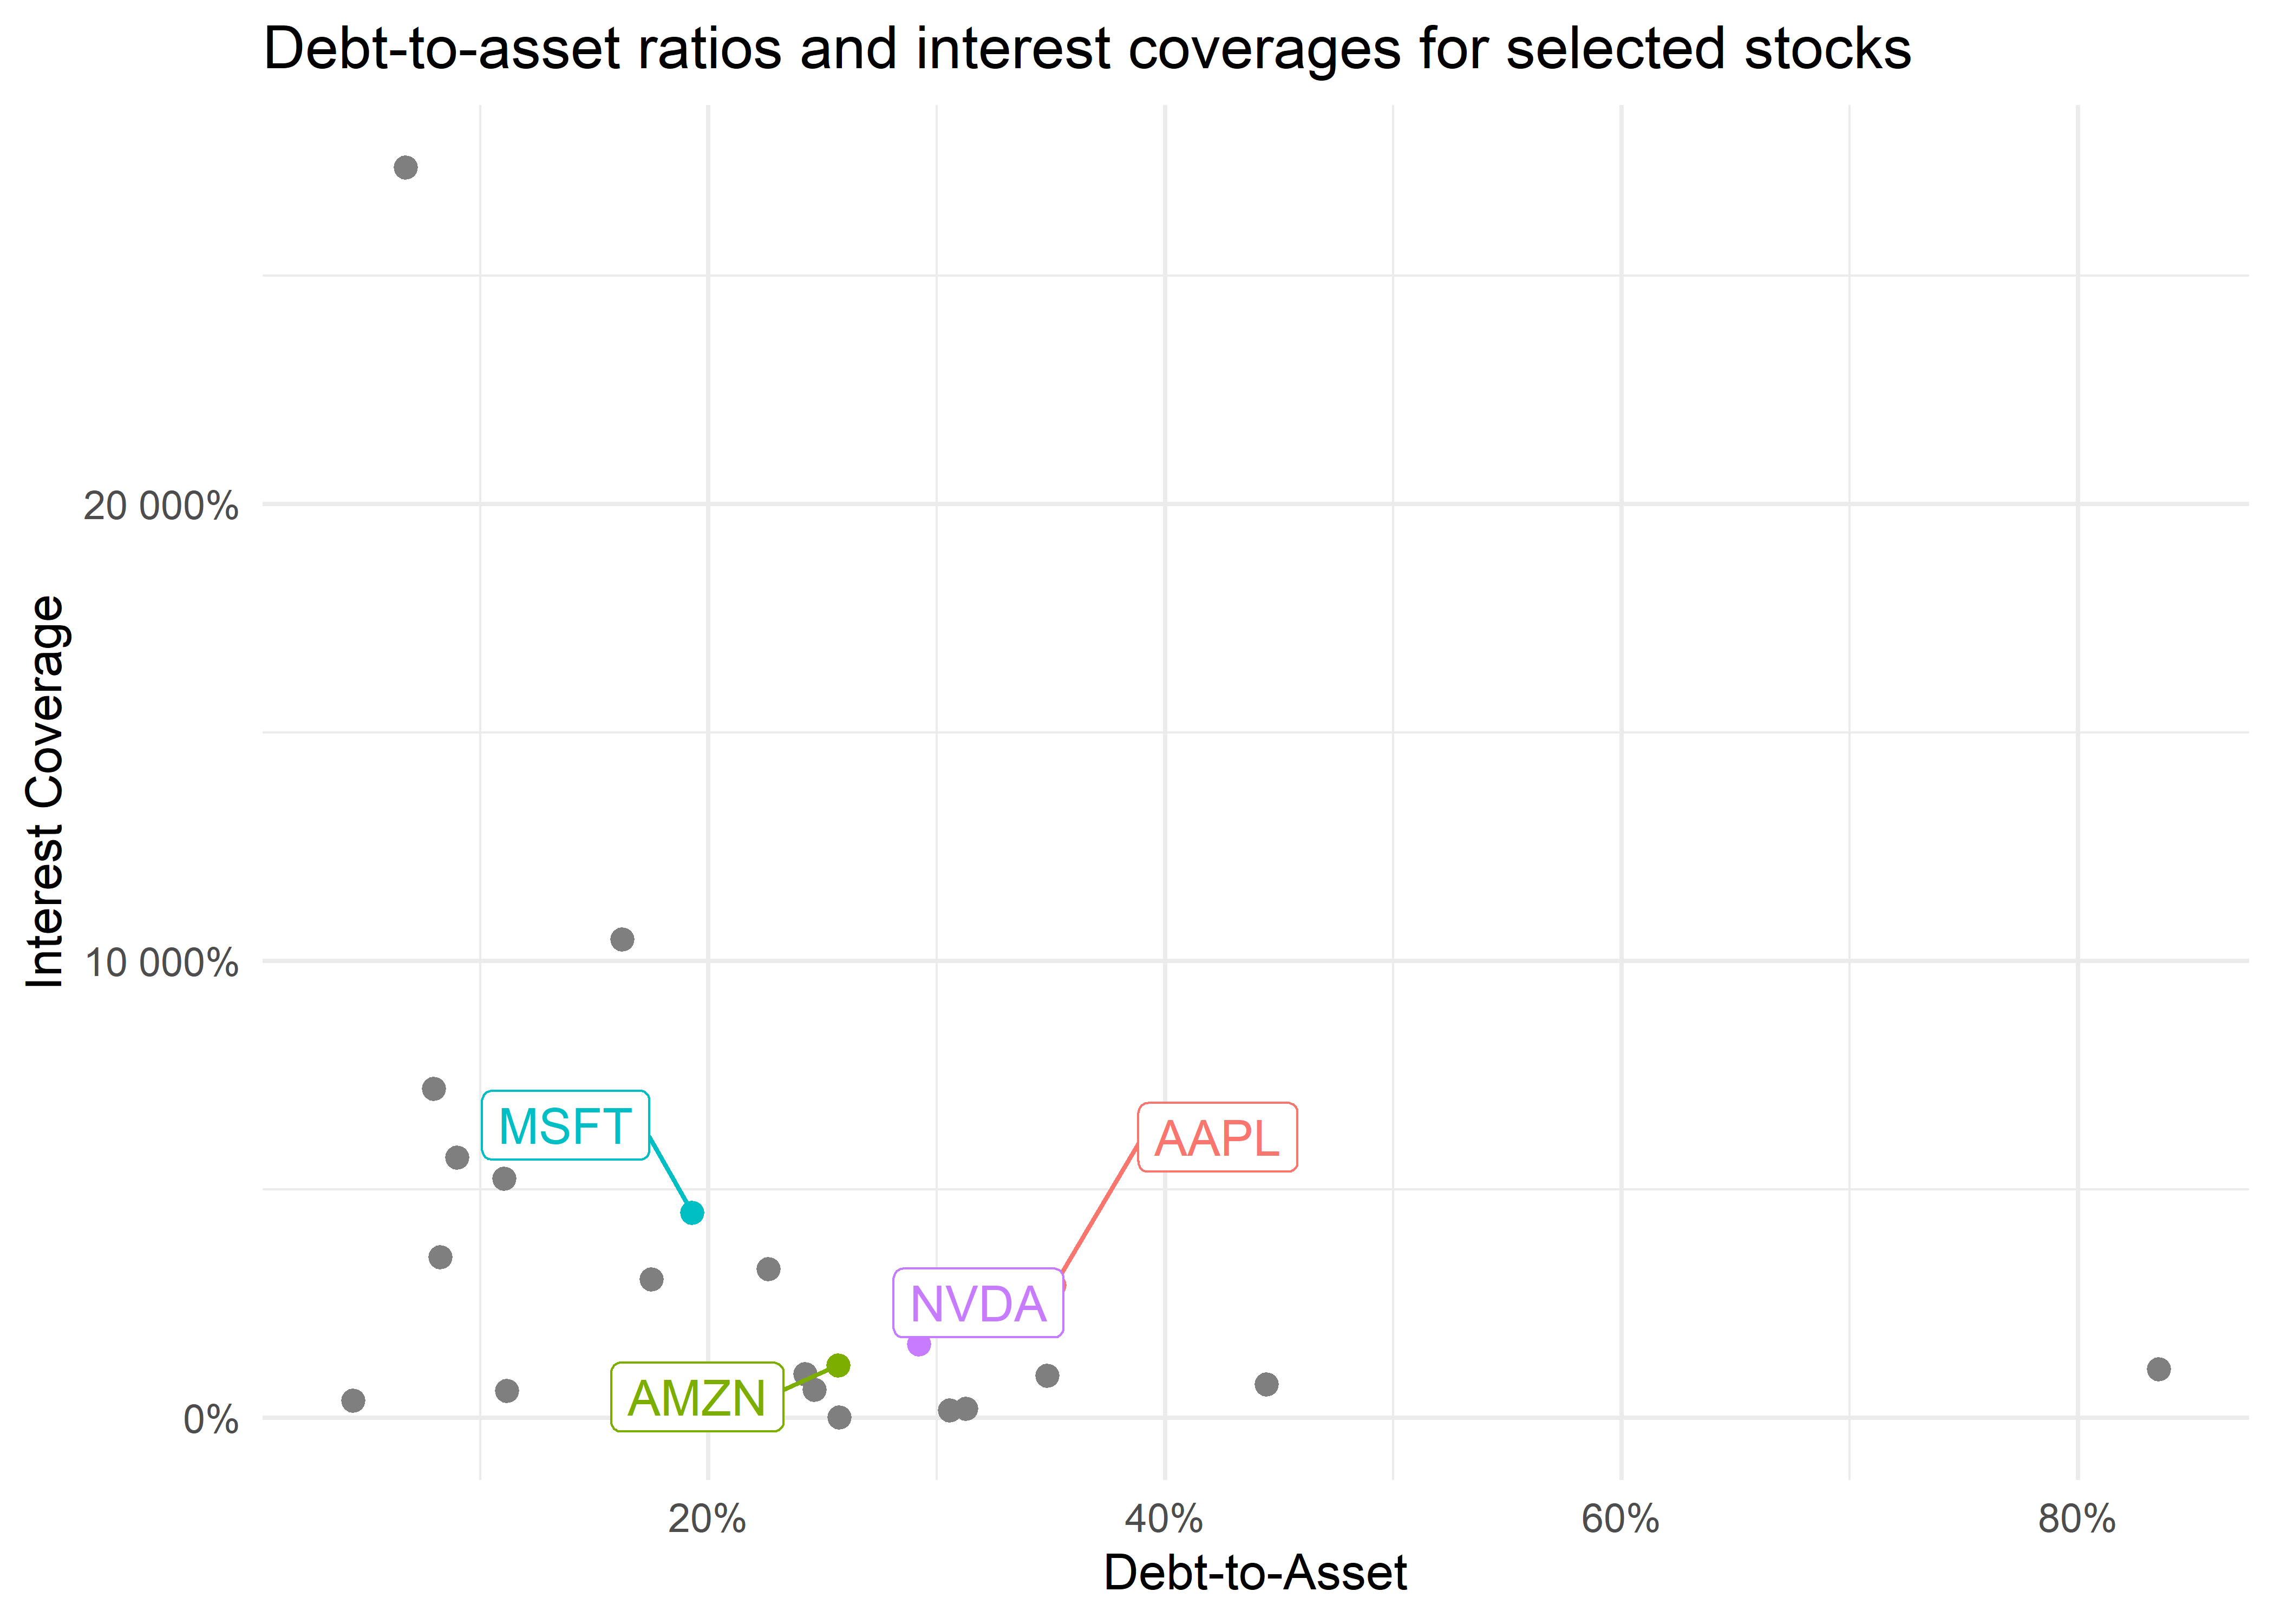 Debt-to-asset ratios and interest coverages for selected stocks
Interest Coverage
20 000%
10 000%
0%
MSFT
AAPL
NVDA
AMZN
20%
40%
60%
80%
Debt-to-Asset